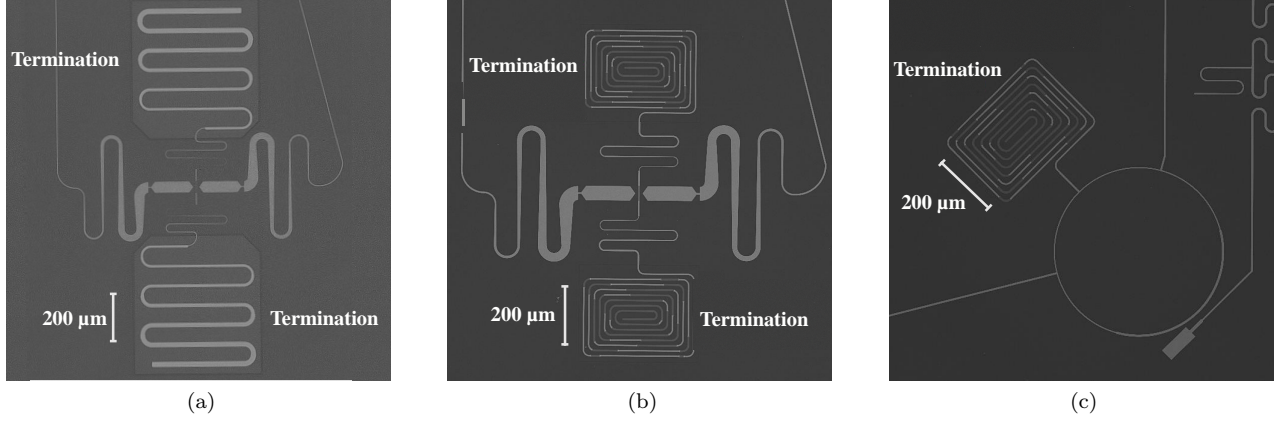 Termination
200 µm
Termination
(a)
Termination
200 µm
Termination
(b)
Termination
200 µm
(c)